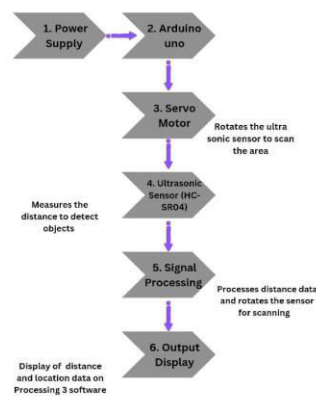 1. Power
Supply
2. Arduino
uno
3. Servo
Motor
Rotates the ultra
sonic sensor to scan
the area
4. Ultrasonic
Sensor (HC-
SR04)
Measures the
distance to detect
objects
5. Signal
Processing
Processes distance data
and rotates the sensor
for scanning
6. Output
Display
Display of distance
and location data on
Processing 3 software